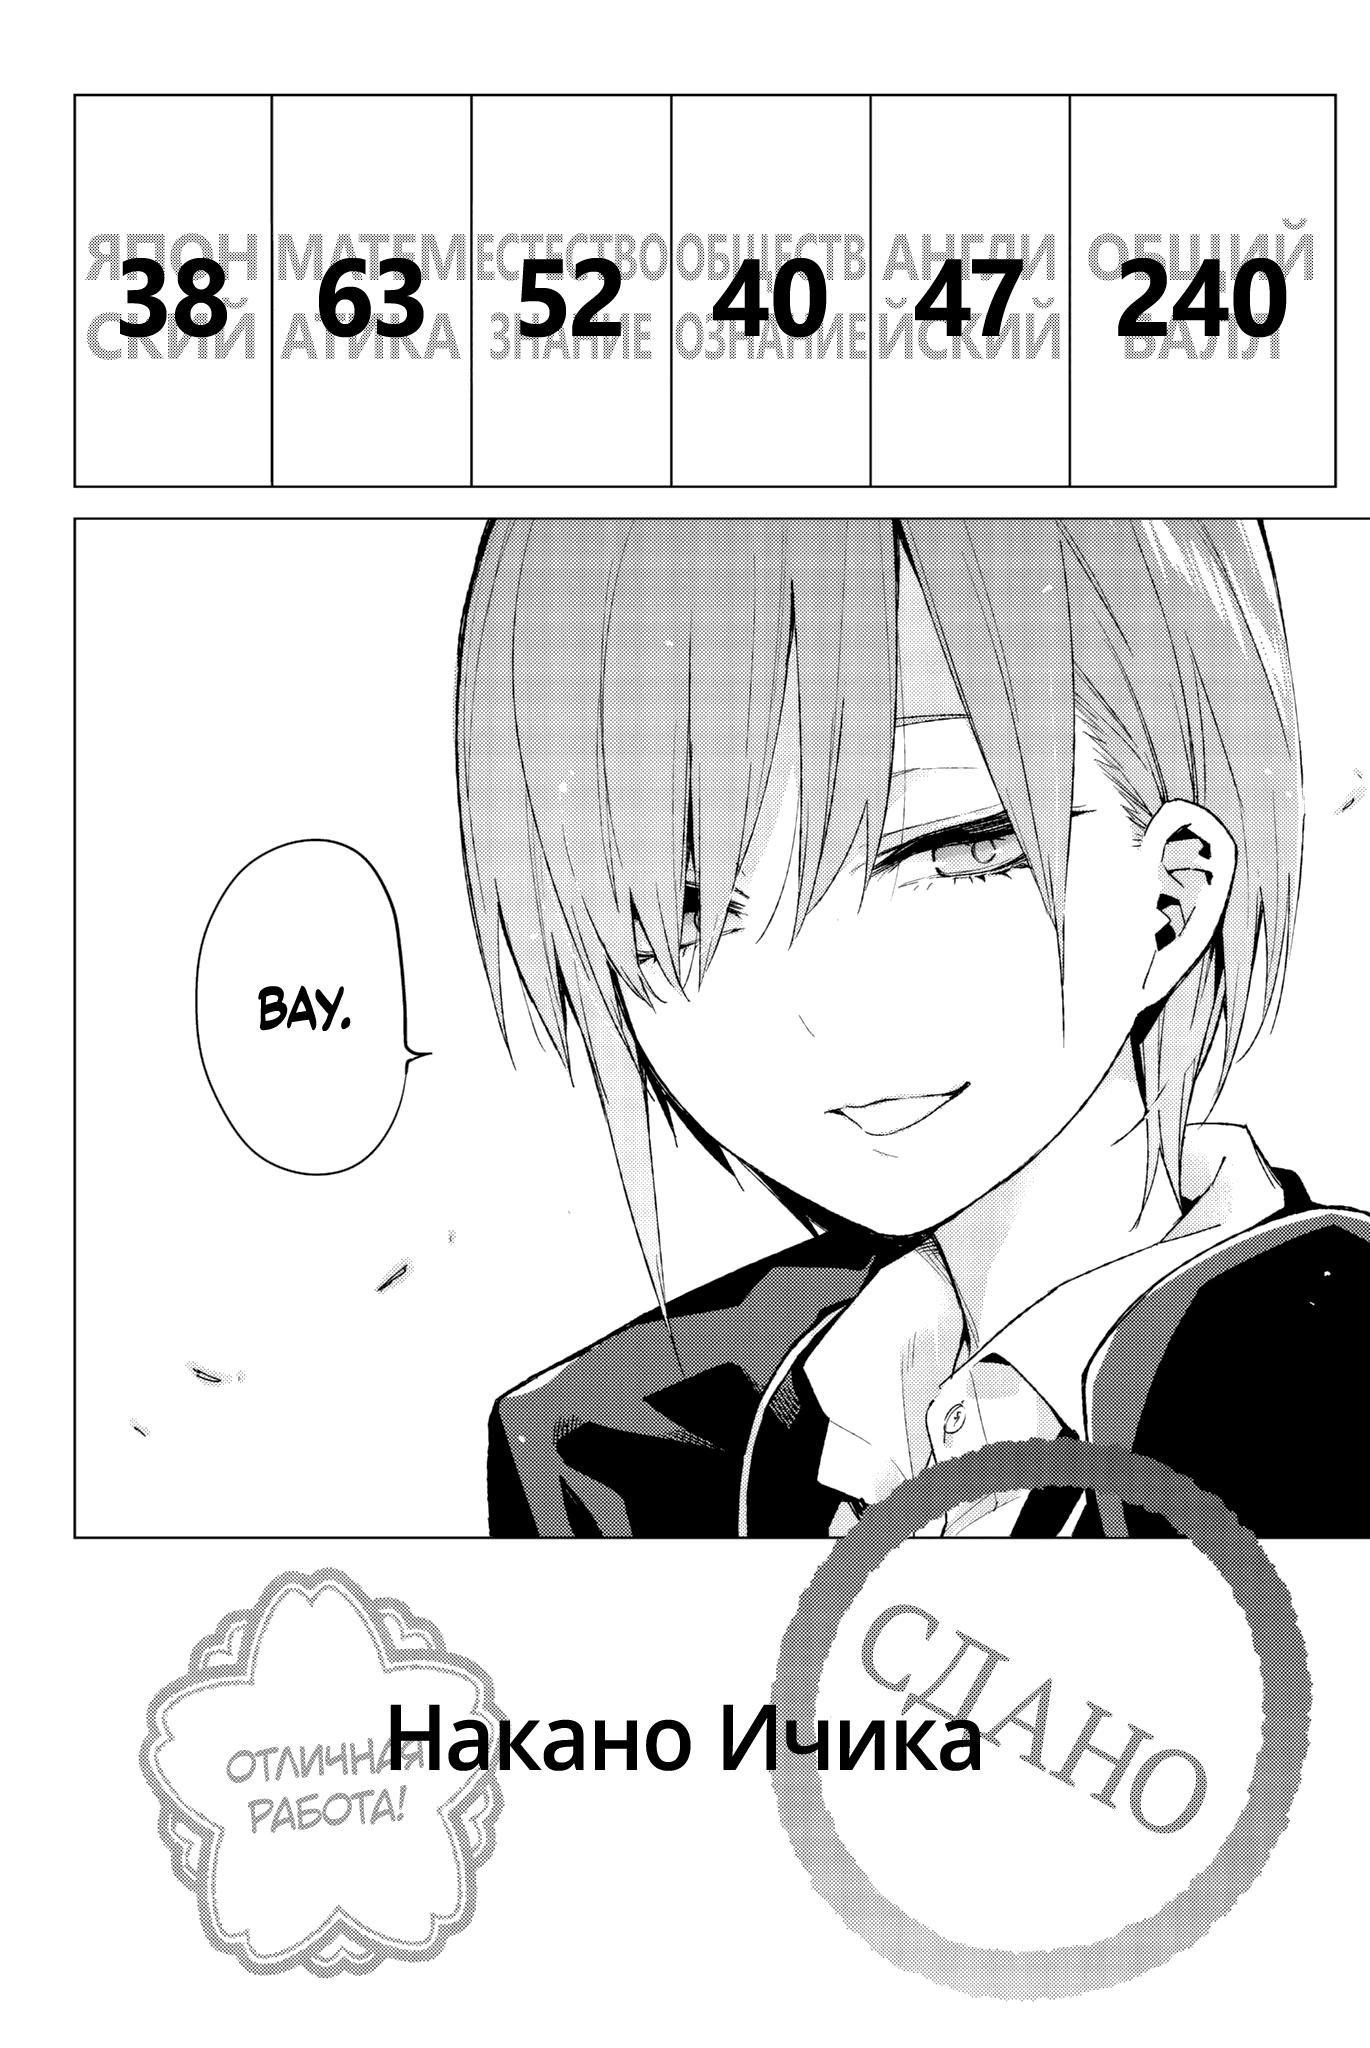 ЯПОН
СКИЙ
38
МАТЕМ
АТИКА
63
ЕСТЕСТВО
ЗНАНИЕ
52
ОБЩЕСТВ
ОЗНАНИЕ
40
АНГЛИ
ЙСКИЙ
47
ОБЩИЙ
БАЛЛ
240
ВАУ.
ОТЛИЧНАЯ
РАБОТА!
Накано Ичика
СДАНО